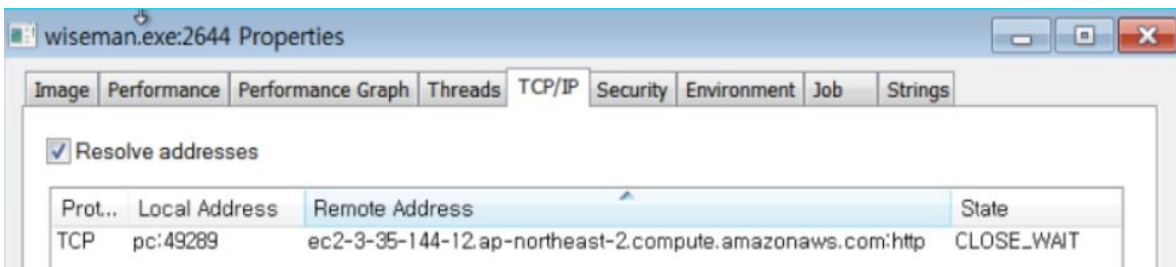 wiseman.exe:2644 Properties
Image Performance Performance Graph Threads TCP/IP Security Environment Job Strings
Resolve addresses
Prot... Local Address Remote Address State
TCP pc:49289 ec2-3-35-144-12.ap-northeast-2.compute.amazonaws.com:http CLOSE_WAIT